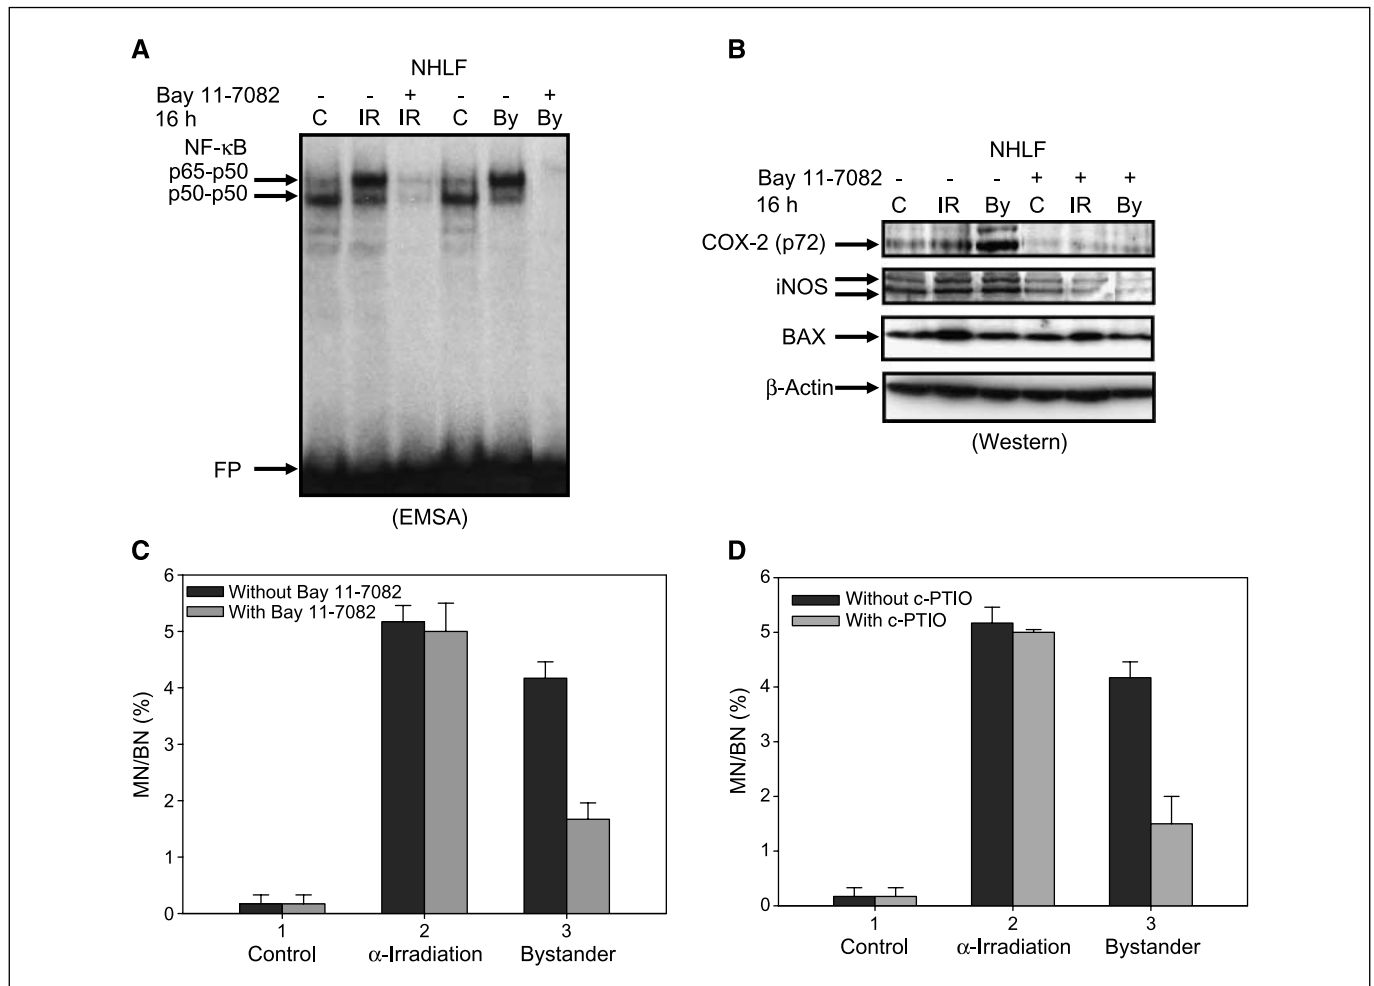 A
NHLF
Bay 11-7082 - - + - - +
16 h C IR IR C By By
NF-κB
p65-p50
p50-p50
FP
(EMSA)
B
NHLF
Bay 11-7082 - - - + + +
16 h C IR By C IR By
COX-2 (p72)
iNOS
BAX
β-Actin
(Western)
C
Without Bay 11-7082
With Bay 11-7082
MN/BN (%)
6
5
4
3
2
1
0
1 2 3
Control α-Irradiation Bystander
D
Without c-PTIO
With c-PTIO
MN/BN (%)
6
5
4
3
2
1
0
1 2 3
Control α-Irradiation Bystander